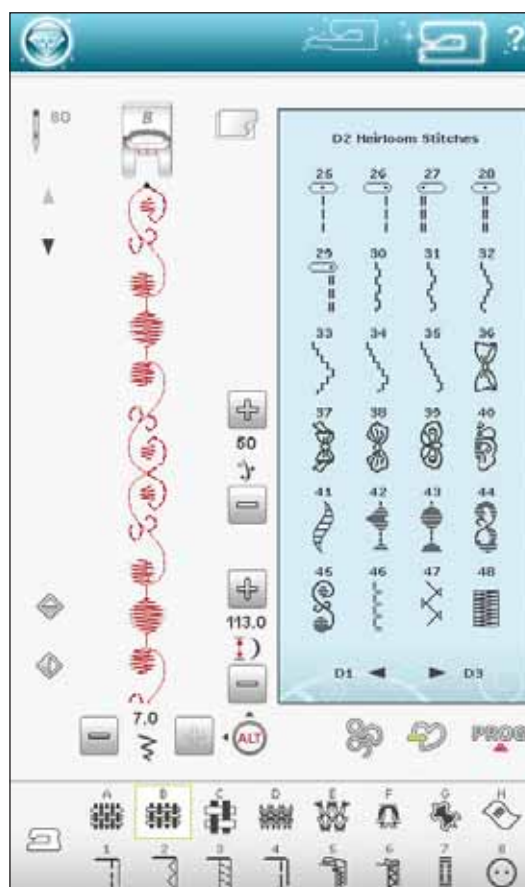 ?
80
B
D2 Heirloom Stitches
25 26 27 28
29 30 31 32
33 34 35 36
37 38 39 40
41 42 43 44
45 46 47 48
50
113.0
7.0
ALT
D1 D3
PROG
A B C D E F G H
1 2 3 4 5 6 7 8